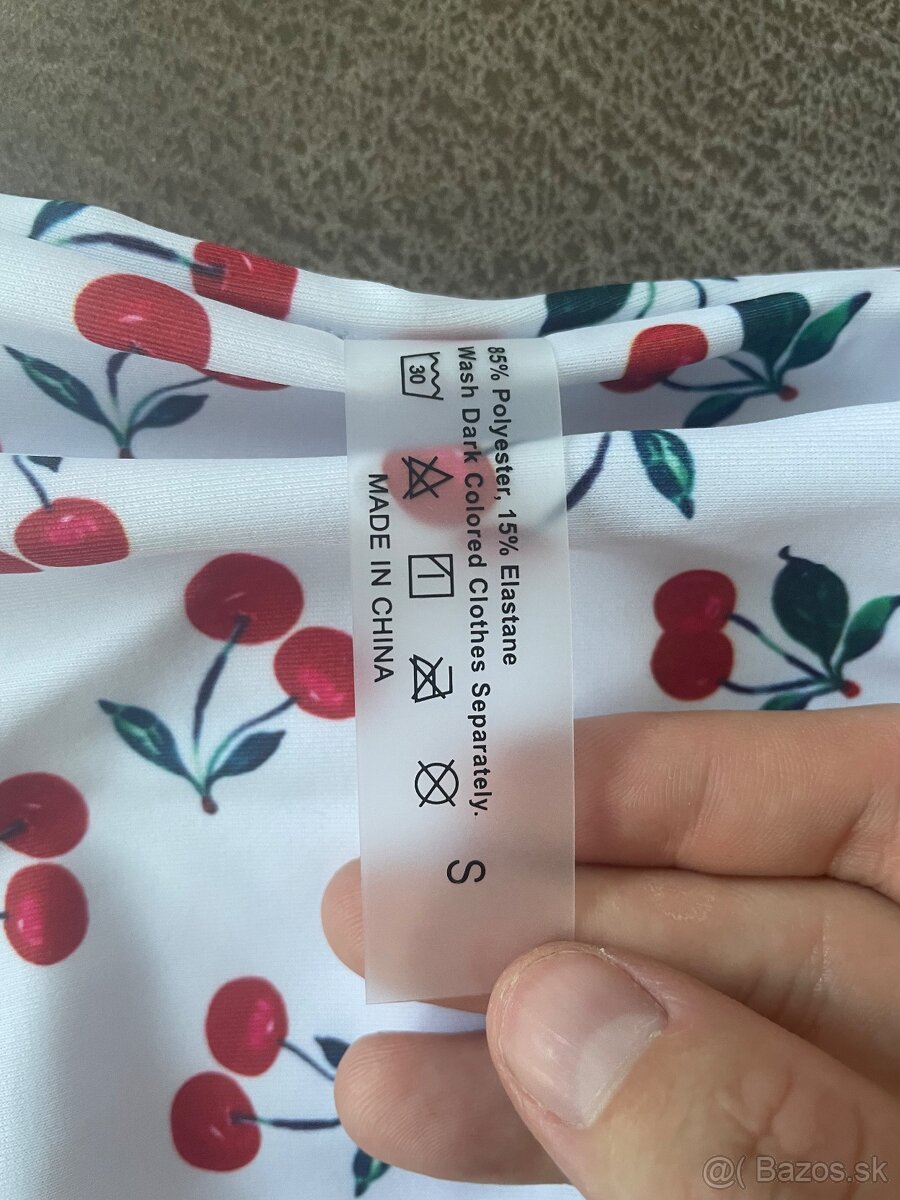 85% Polyester, 15% Elastane
Wash Dark Colored Clothes Separately.
30
S
MADE IN CHINA
@( Bazos.sk